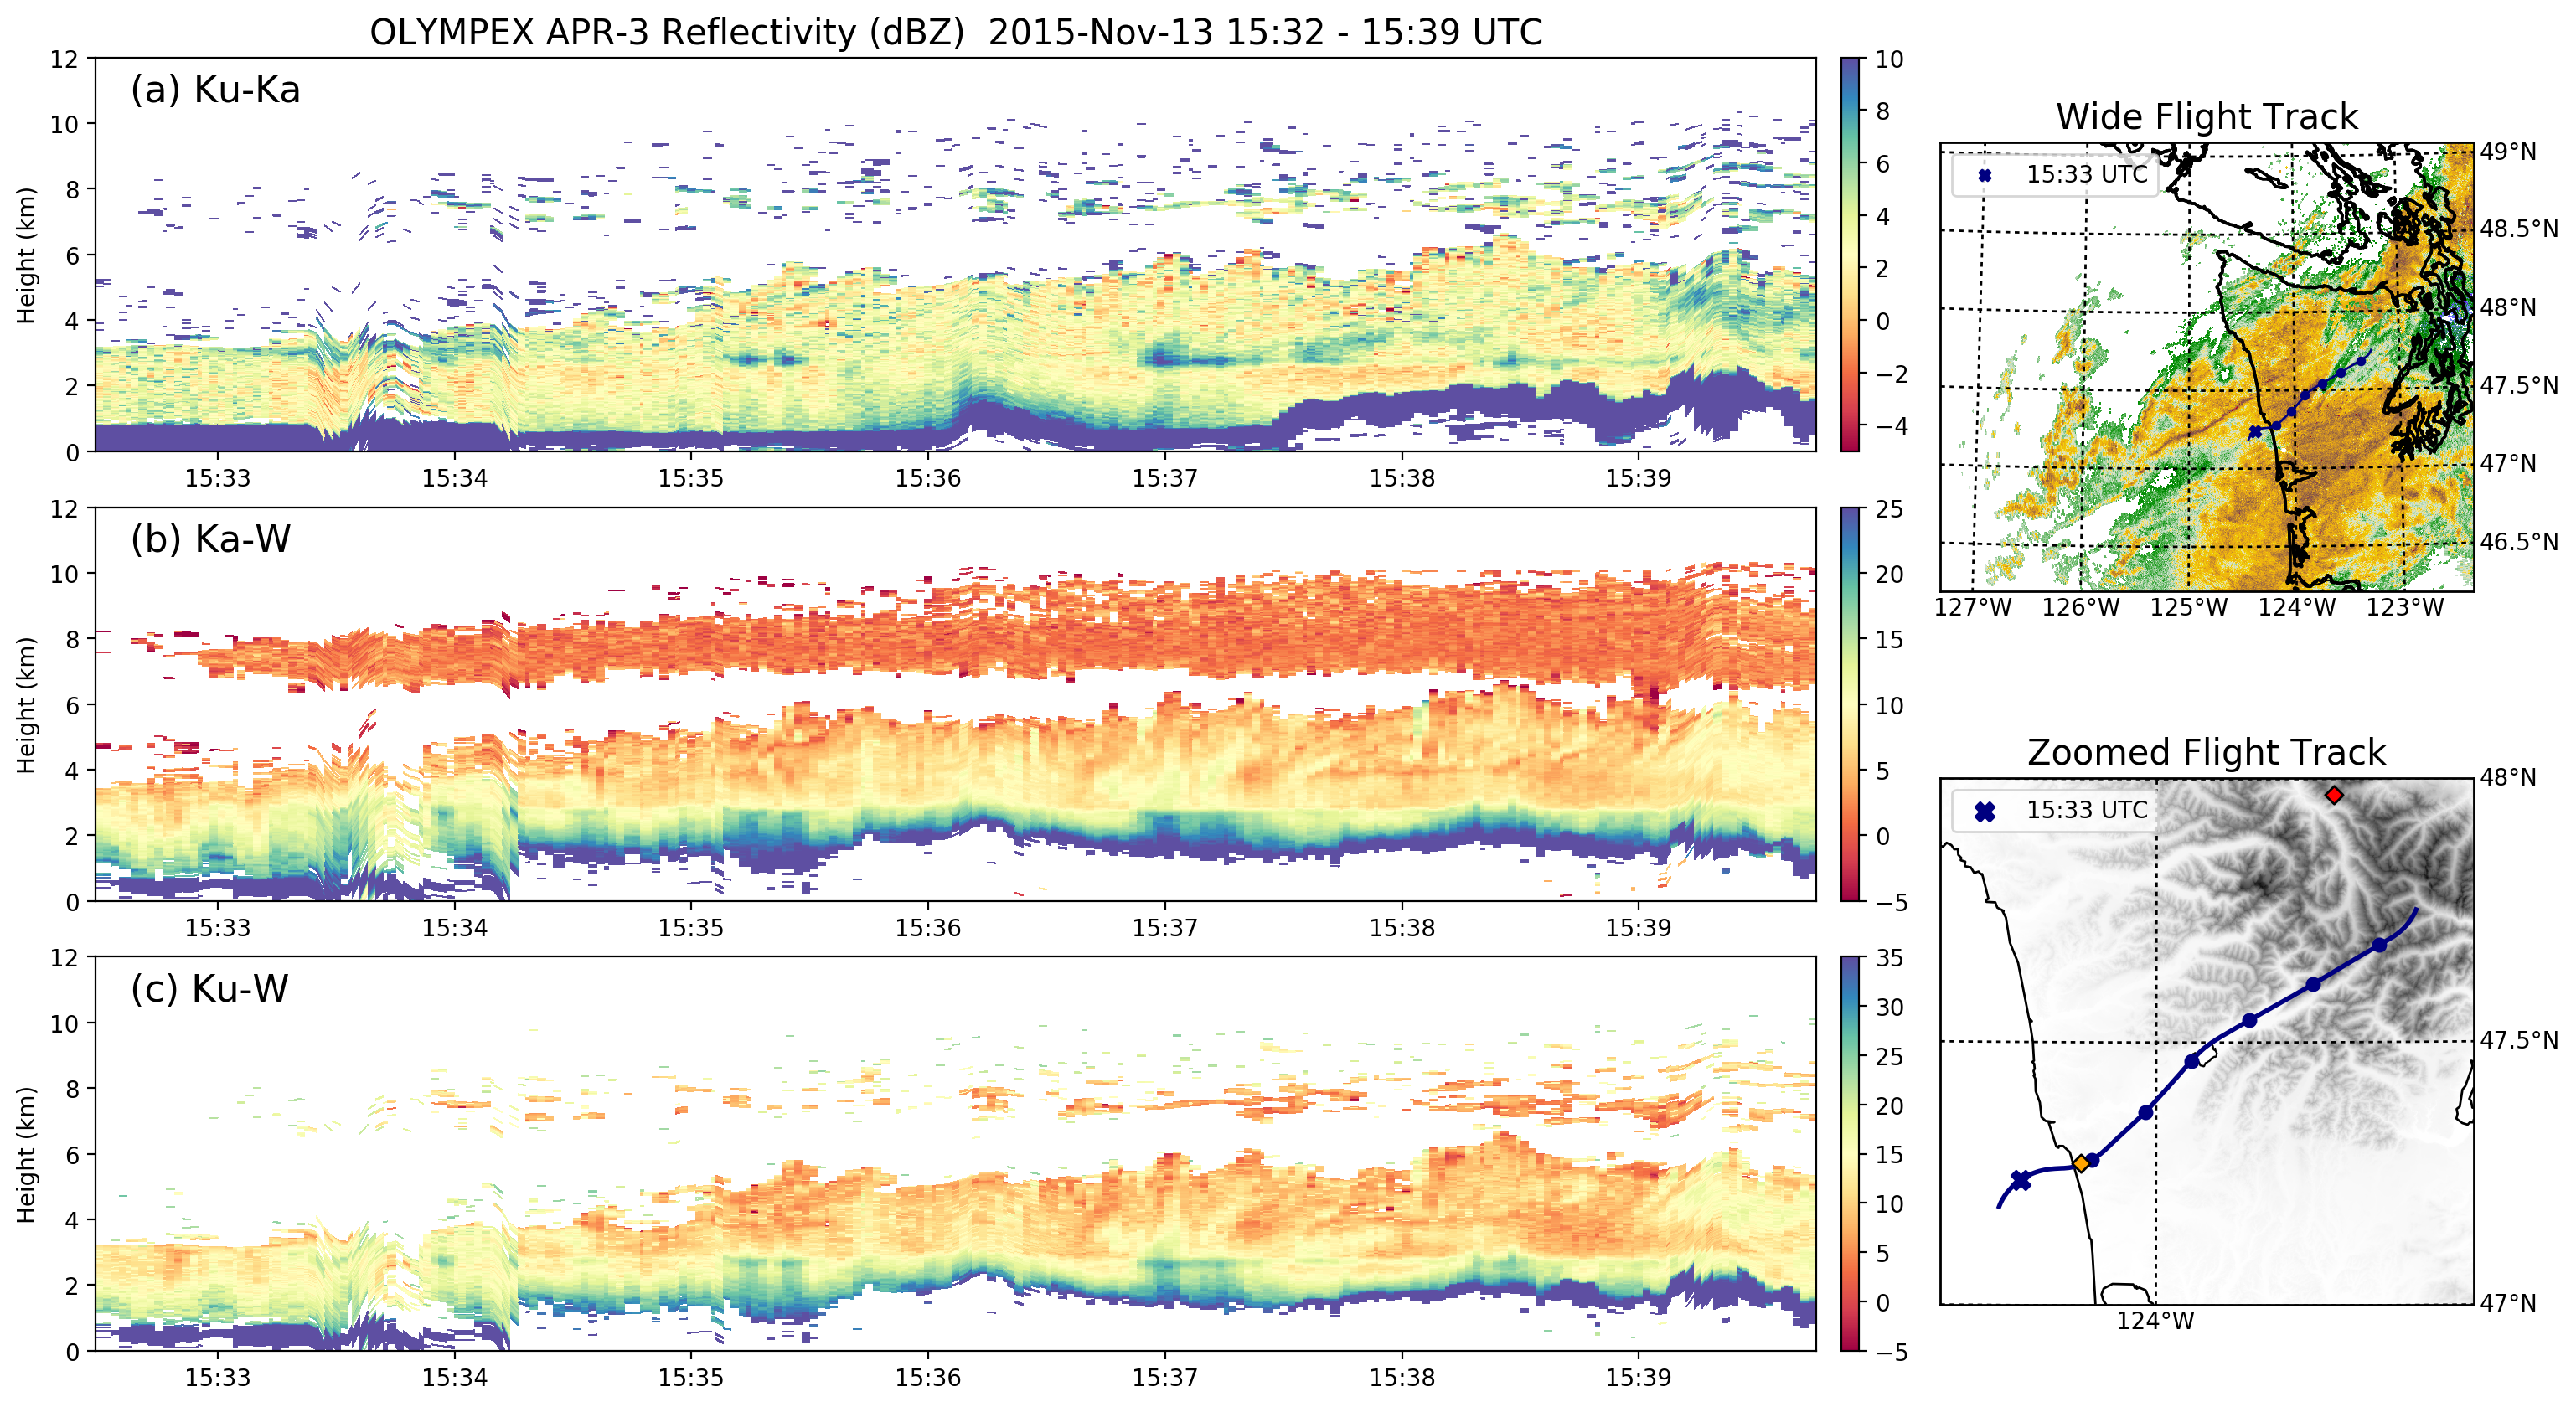 OLYMPEX APR-3 Reflectivity (dBZ)  2015-Nov-13 15:32 - 15:39 UTC
(a) Ku-Ka
Height (km)
12
10
8
6
4
2
0
15:33 15:34 15:35 15:36 15:37 15:38 15:39
10
8
6
4
2
0
−2
−4
(b) Ka-W
Height (km)
12
10
8
6
4
2
0
15:33 15:34 15:35 15:36 15:37 15:38 15:39
25
20
15
10
5
0
−5
(c) Ku-W
Height (km)
12
10
8
6
4
2
0
15:33 15:34 15:35 15:36 15:37 15:38 15:39
35
30
25
20
15
10
5
0
−5
Wide Flight Track
15:33 UTC
49°N
48.5°N
48°N
47.5°N
47°N
46.5°N
127°W 126°W 125°W 124°W 123°W
Zoomed Flight Track
15:33 UTC
48°N
47.5°N
47°N
124°W